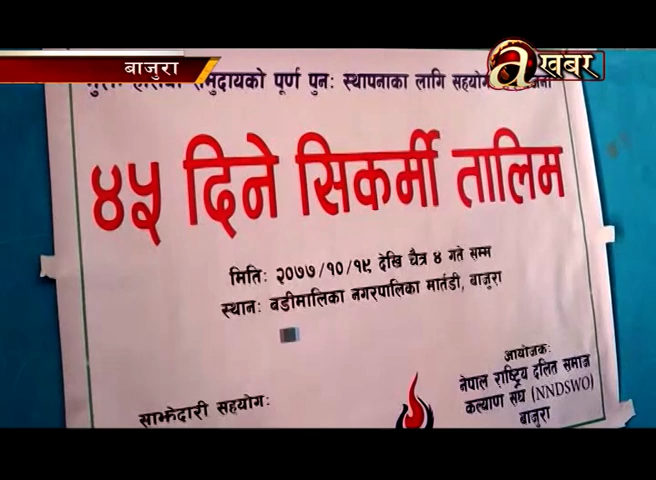 बाजुरा
a खबर
समुदायको पूर्ण पुन: स्थापनाका लागि सहयोग
४५ दिने सिकर्मी तालिम
मिति: २०७७/१०/१९ देखि चैत्र ४ गते सम्म
स्थान: बडीमालिका नगरपालिका मार्तडी, बाजुरा
आयोजक:
नेपाल राष्ट्रिय दलित समाज
कल्याण संघ (NNDSWO)
बाजुरा
साझेदारी सहयोग: